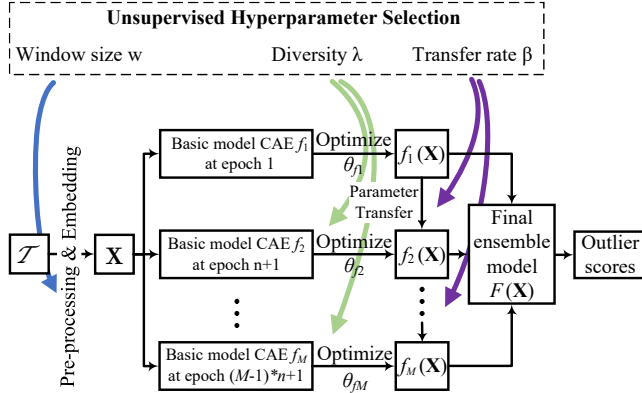 Unsupervised Hyperparameter Selection
Window size w
Diversity λ
Transfer rate β
Basic model CAE f1
at epoch 1
Optimize
θf1
f1(X)
Parameter
Transfer
Pre-processing & Embedding
𝒯
X
Basic model CAE f2
at epoch n+1
Optimize
θf2
f2(X)
Final
ensemble
model
F(X)
Outlier
scores
Basic model CAE fM
at epoch (M-1)*n+1
Optimize
θfM
fM(X)